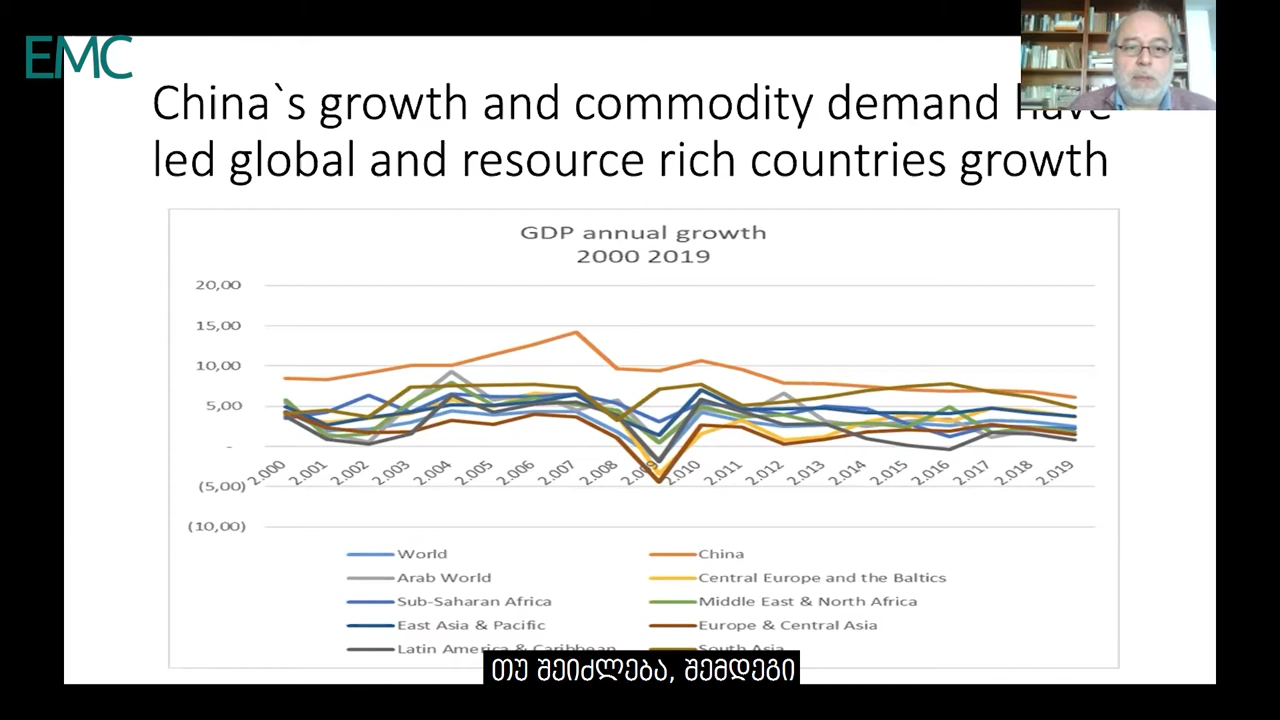 EMC
China`s growth and commodity demand have
led global and resource rich countries growth
GDP annual growth
2000 2019
20,00
15,00
10,00
5,00
-
(5,00)
(10,00)
2.000 2.001 2.002 2.003 2.004 2.005 2.006 2.007 2.008 2.009 2.010 2.011 2.012 2.013 2.014 2.015 2.016 2.017 2.018 2.019
World China
Arab World Central Europe and the Baltics
Sub-Saharan Africa Middle East & North Africa
East Asia & Pacific Europe & Central Asia
Latin America & Caribbean South Asia
თუ შეიძლება, შემდეგი